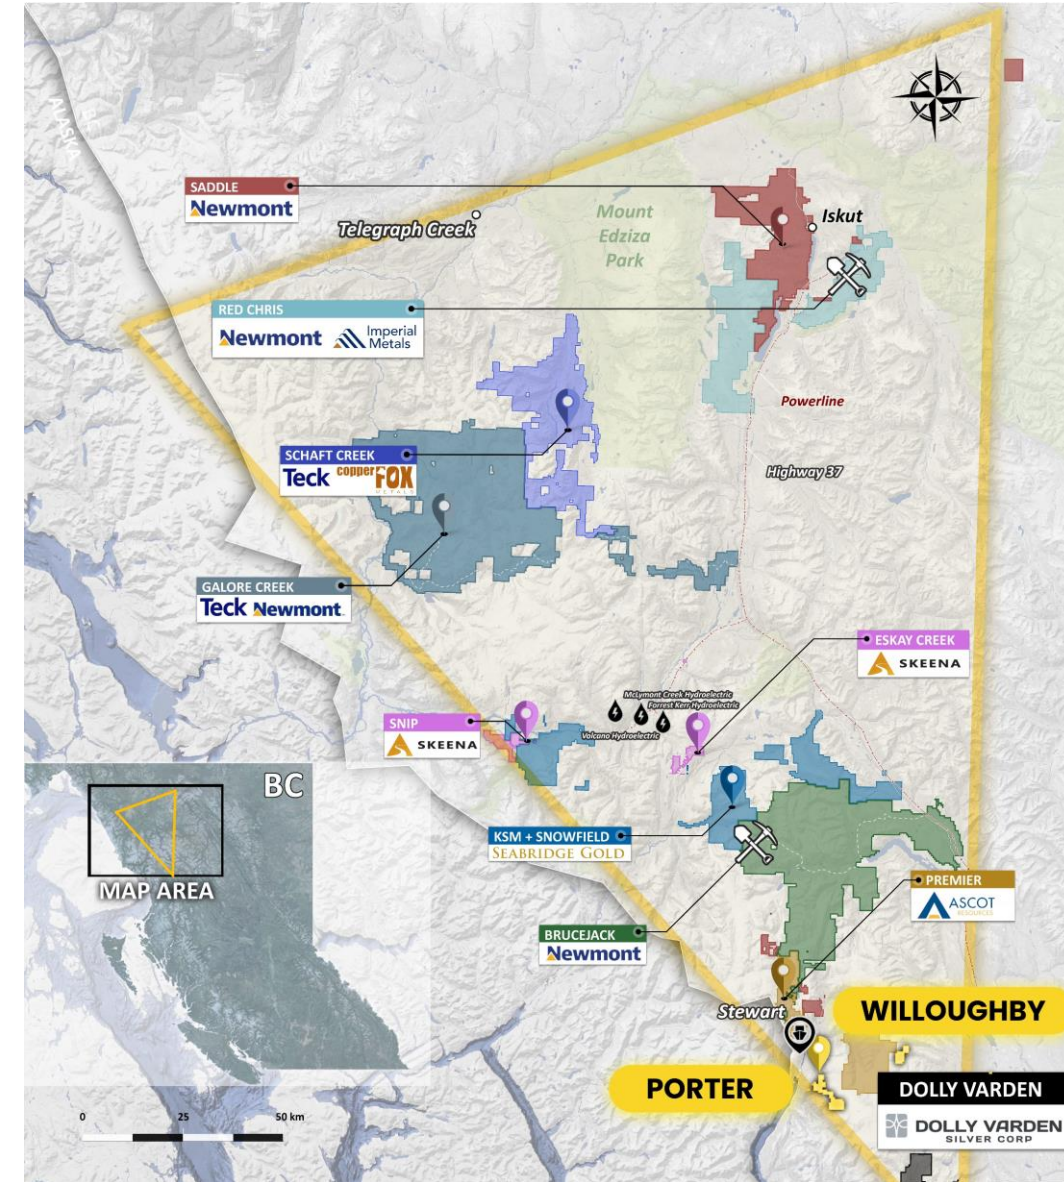 ALASKA
BC
SADDLE
Newmont
Telegraph Creek
Mount
Edziza
Park
Iskut
RED CHRIS
Newmont
Imperial
Metals
Powerline
SCHAFT CREEK
Teck
copper
FOX
METALS
Highway 37
GALORE CREEK
Teck Newmont
ESKAY CREEK
SKEENA
McLymont Creek Hydroelectric
Forrest Kerr Hydroelectric
Volcano Hydroelectric
SNIP
SKEENA
BC
MAP AREA
KSM + SNOWFIELD
SEABRIDGE GOLD
PREMIER
ASCOT
RESOURCES
BRUCEJACK
Newmont
Stewart
WILLOUGHBY
PORTER
DOLLY VARDEN
DOLLY VARDEN
SILVER CORP
0 25 50 km